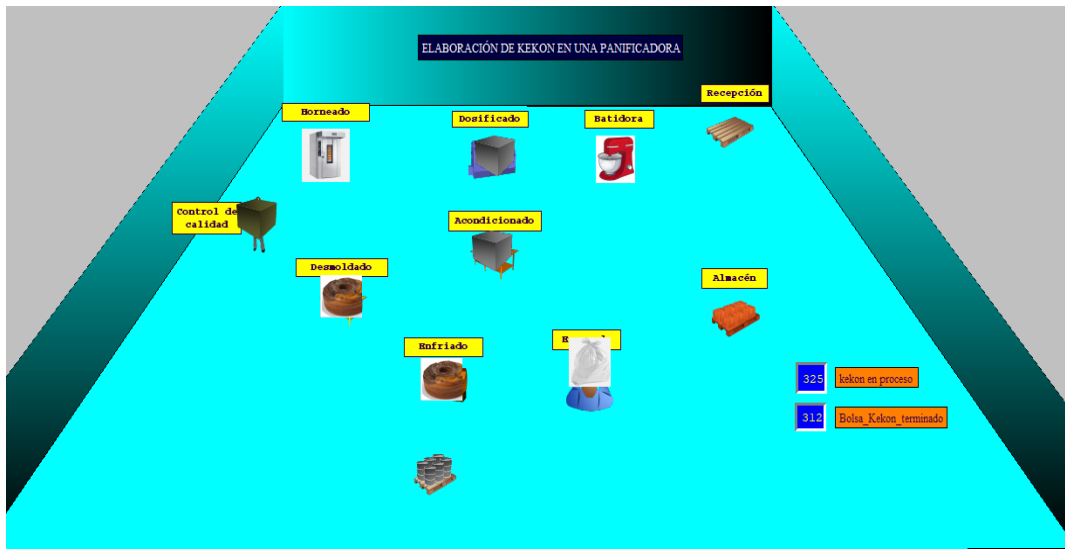 ELABORACIÓN DE KEKON EN UNA PANIFICADORA
Recepción
Horneado
Dosificado
Batidora
Control de
calidad
Acondicionado
Desmoldado
Almacén
Enfriado
325
kekon en proceso
312
Bolsa_Kekon_terminado